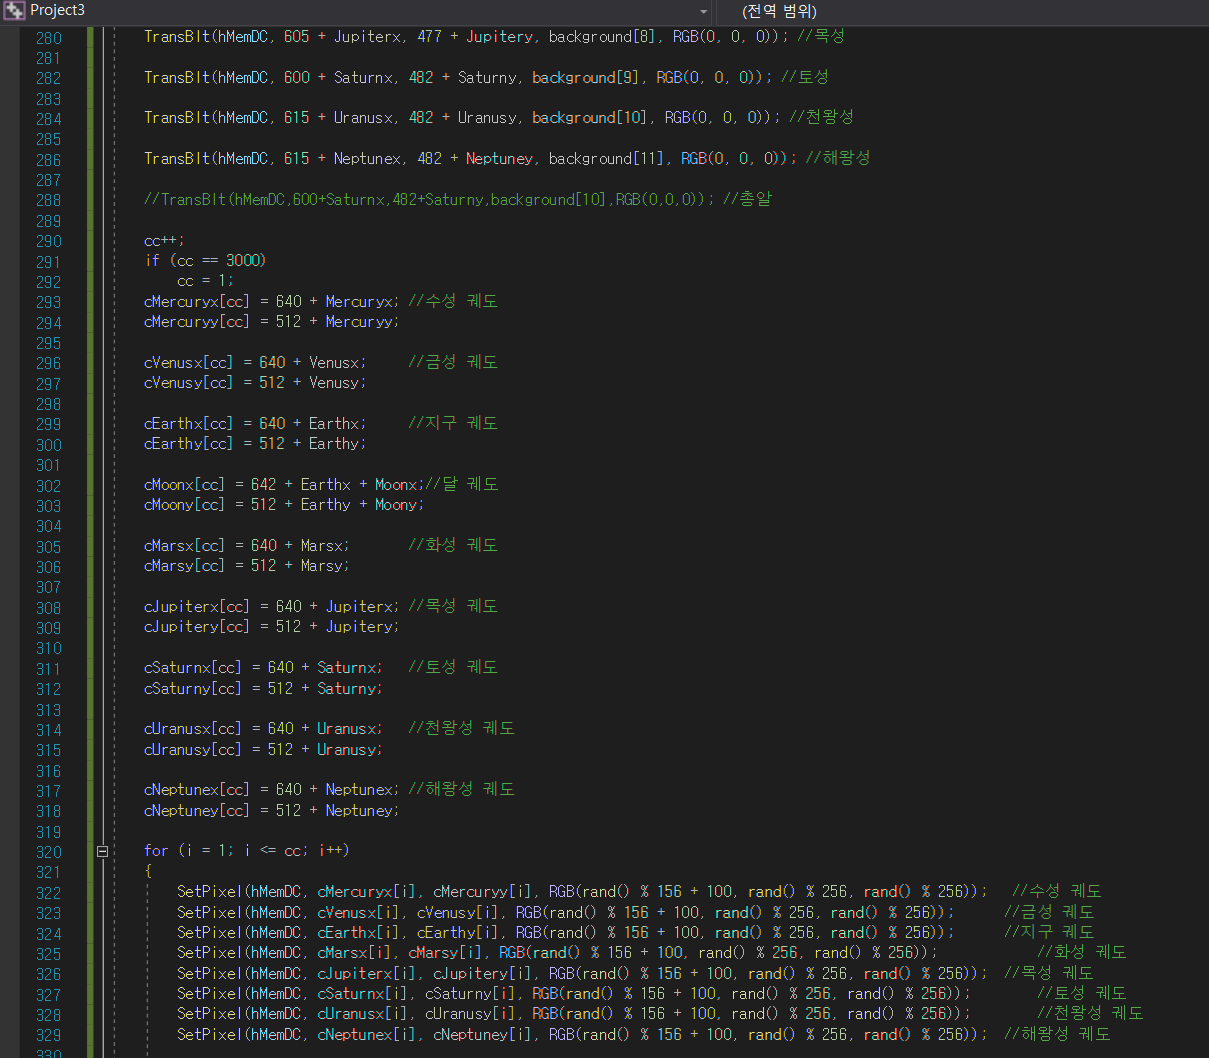 Project3 (전역 범위)
280 TransBlt(hMemDC, 605 + Jupiterx, 477 + Jupitery, background[8], RGB(0, 0, 0)); //목성
281
282 TransBlt(hMemDC, 600 + Saturnx, 482 + Saturny, background[9], RGB(0, 0, 0)); //토성
283
284 TransBlt(hMemDC, 615 + Uranusx, 482 + Uranusy, background[10], RGB(0, 0, 0)); //천왕성
285
286 TransBlt(hMemDC, 615 + Neptunex, 482 + Neptuney, background[11], RGB(0, 0, 0)); //해왕성
287
288 //TransBlt(hMemDC,600+Saturnx,482+Saturny,background[10],RGB(0,0,0)); //총알
289
290 cc++;
291 if (cc == 3000)
292 cc = 1;
293 cMercuryx[cc] = 640 + Mercuryx; //수성 궤도
294 cMercuryy[cc] = 512 + Mercuryy;
295
296 cVenusx[cc] = 640 + Venusx; //금성 궤도
297 cVenusy[cc] = 512 + Venusy;
298
299 cEarthx[cc] = 640 + Earthx; //지구 궤도
300 cEarthy[cc] = 512 + Earthy;
301
302 cMoonx[cc] = 642 + Earthx + Moonx;//달 궤도
303 cMoony[cc] = 512 + Earthy + Moony;
304
305 cMarsx[cc] = 640 + Marsx; //화성 궤도
306 cMarsy[cc] = 512 + Marsy;
307
308 cJupiterx[cc] = 640 + Jupiterx; //목성 궤도
309 cJupitery[cc] = 512 + Jupitery;
310
311 cSaturnx[cc] = 640 + Saturnx; //토성 궤도
312 cSaturny[cc] = 512 + Saturny;
313
314 cUranusx[cc] = 640 + Uranusx; //천왕성 궤도
315 cUranusy[cc] = 512 + Uranusy;
316
317 cNeptunex[cc] = 640 + Neptunex; //해왕성 궤도
318 cNeptuney[cc] = 512 + Neptuney;
319
320 for (i = 1; i <= cc; i++)
321 {
322 SetPixel(hMemDC, cMercuryx[i], cMercuryy[i], RGB(rand() % 156 + 100, rand() % 256, rand() % 256)); //수성 궤도
323 SetPixel(hMemDC, cVenusx[i], cVenusy[i], RGB(rand() % 156 + 100, rand() % 256, rand() % 256)); //금성 궤도
324 SetPixel(hMemDC, cEarthx[i], cEarthy[i], RGB(rand() % 156 + 100, rand() % 256, rand() % 256)); //지구 궤도
325 SetPixel(hMemDC, cMarsx[i], cMarsy[i], RGB(rand() % 156 + 100, rand() % 256, rand() % 256)); //화성 궤도
326 SetPixel(hMemDC, cJupiterx[i], cJupitery[i], RGB(rand() % 156 + 100, rand() % 256, rand() % 256)); //목성 궤도
327 SetPixel(hMemDC, cSaturnx[i], cSaturny[i], RGB(rand() % 156 + 100, rand() % 256, rand() % 256)); //토성 궤도
328 SetPixel(hMemDC, cUranusx[i], cUranusy[i], RGB(rand() % 156 + 100, rand() % 256, rand() % 256)); //천왕성 궤도
329 SetPixel(hMemDC, cNeptunex[i], cNeptuney[i], RGB(rand() % 156 + 100, rand() % 256, rand() % 256)); //해왕성 궤도
330